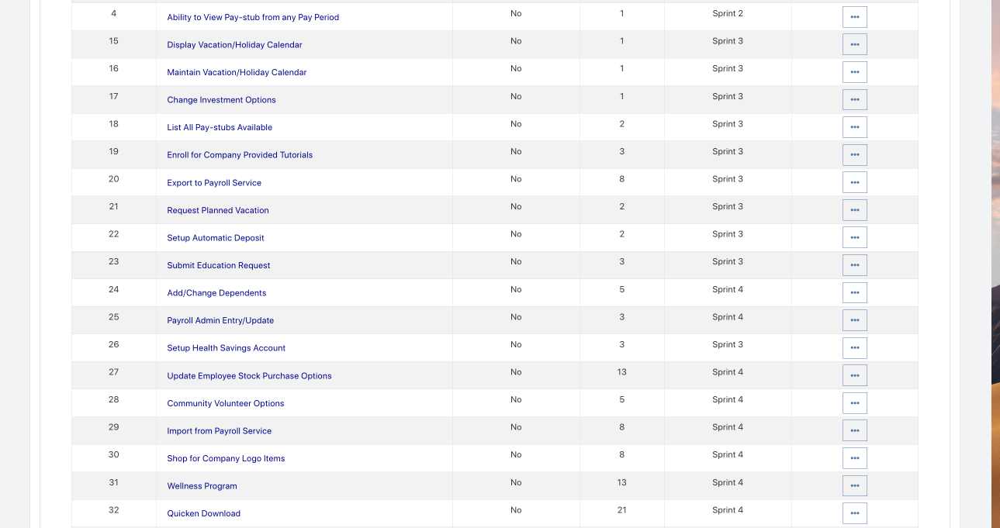 4 Ability to View Pay-stub from any Pay Period No 1 Sprint 2 •••
15 Display Vacation/Holiday Calendar No 1 Sprint 3 •••
16 Maintain Vacation/Holiday Calendar No 1 Sprint 3 •••
17 Change Investment Options No 1 Sprint 3 •••
18 List All Pay-stubs Available No 2 Sprint 3 •••
19 Enroll for Company Provided Tutorials No 3 Sprint 3 •••
20 Export to Payroll Service No 8 Sprint 3 •••
21 Request Planned Vacation No 2 Sprint 3 •••
22 Setup Automatic Deposit No 2 Sprint 3 •••
23 Submit Education Request No 3 Sprint 3 •••
24 Add/Change Dependents No 5 Sprint 4 •••
25 Payroll Admin Entry/Update No 3 Sprint 4 •••
26 Setup Health Savings Account No 3 Sprint 3 •••
27 Update Employee Stock Purchase Options No 13 Sprint 4 •••
28 Community Volunteer Options No 5 Sprint 4 •••
29 Import from Payroll Service No 8 Sprint 4 •••
30 Shop for Company Logo Items No 8 Sprint 4 •••
31 Wellness Program No 13 Sprint 4 •••
32 Quicken Download No 21 Sprint 4 •••